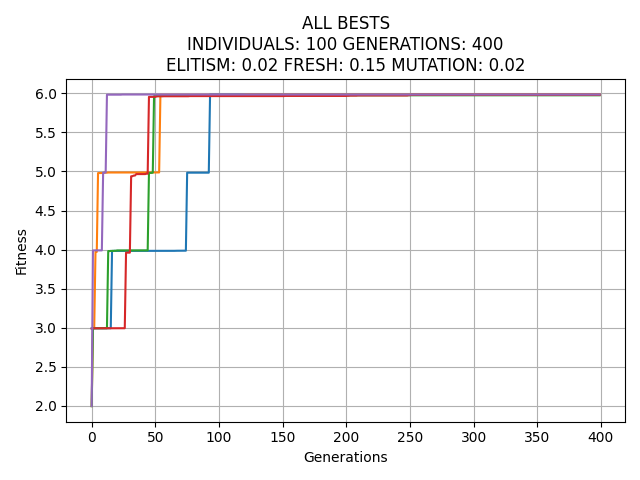 ALL BESTS
INDIVIDUALS: 100 GENERATIONS: 400
ELITISM: 0.02 FRESH: 0.15 MUTATION: 0.02
6.0
5.5
5.0
4.5
4.0
3.5
3.0
2.5
2.0
Fitness
0 50 100 150 200 250 300 350 400
Generations